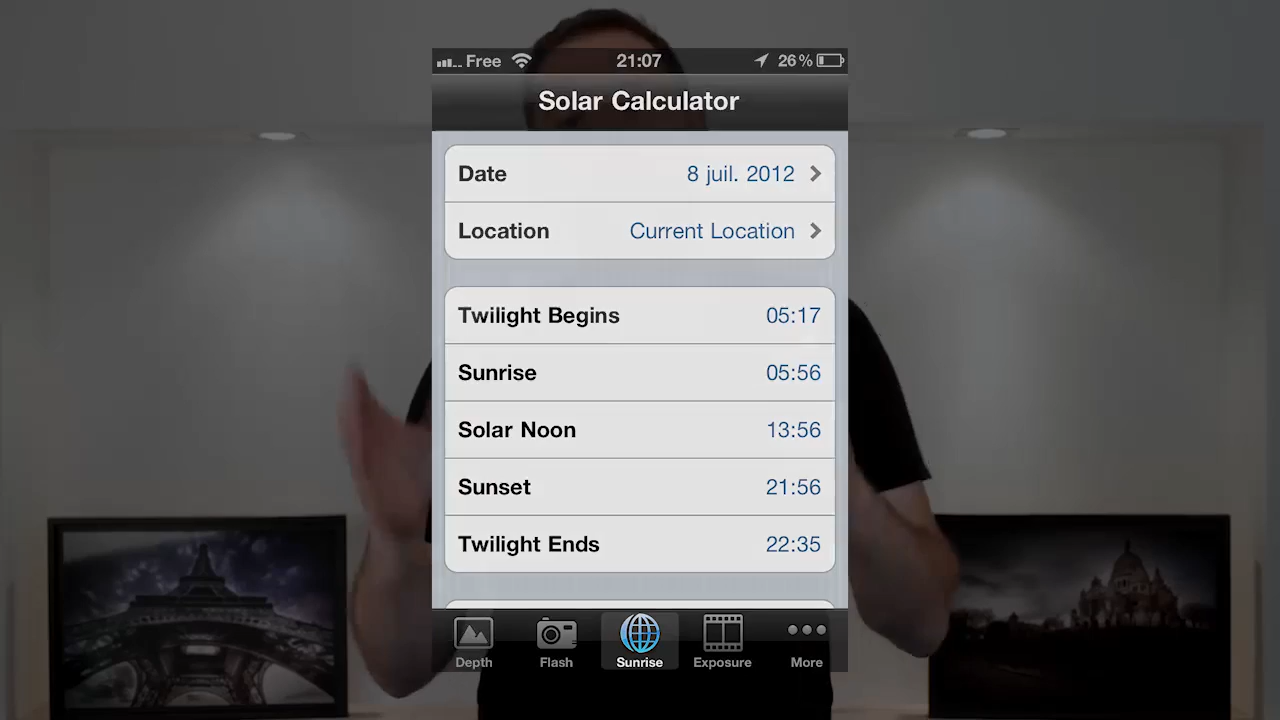 Free 21:07 26%
Solar Calculator
Date 8 juil. 2012
Location Current Location
Twilight Begins 05:17
Sunrise 05:56
Solar Noon 13:56
Sunset 21:56
Twilight Ends 22:35
Depth Flash Sunrise Exposure More